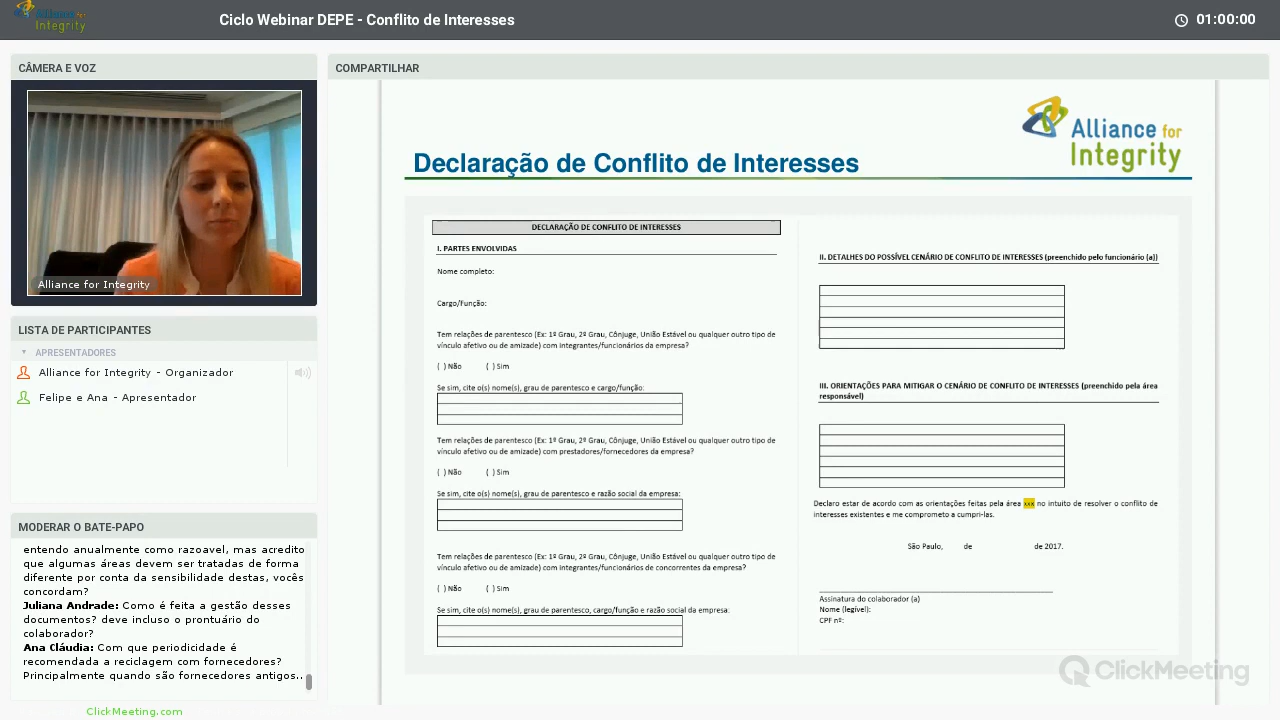 Alliance for
Integrity
Ciclo Webinar DEPE - Conflito de Interesses
01:00:00
CÂMERA E VOZ
Alliance for Integrity
LISTA DE PARTICIPANTES
APRESENTADORES
Alliance for Integrity - Organizador
Felipe e Ana - Apresentador
MODERAR O BATE-PAPO
entendo anualmente como razoavel, mas acredito
que algumas áreas devem ser tratadas de forma
diferente por conta da sensibilidade destas, vocês
concordam?
Juliana Andrade: Como é feita a gestão desses
documentos? deve incluso o prontuário do
colaborador?
Ana Cláudia: Com que periodicidade é
recomendada a reciclagem com fornecedores?
Principalmente quando são fornecedores antigos..
ClickMeeting.com
COMPARTILHAR
Alliance for
Integrity
Declaração de Conflito de Interesses
DECLARAÇÃO DE CONFLITO DE INTERESSES
I. PARTES ENVOLVIDAS
Nome completo:
Cargo/Função:
Tem relações de parentesco (Ex: 1º Grau, 2º Grau, Cônjuge, União Estável ou qualquer outro tipo de
vínculo afetivo ou de amizade) com integrantes/funcionários da empresa?
( ) Não ( ) Sim
Se sim, cite o(s) nome(s), grau de parentesco e cargo/função:
Tem relações de parentesco (Ex: 1º Grau, 2º Grau, Cônjuge, União Estável ou qualquer outro tipo de
vínculo afetivo ou de amizade) com prestadores/fornecedores da empresa?
( ) Não ( ) Sim
Se sim, cite o(s) nome(s), grau de parentesco e razão social da empresa:
Tem relações de parentesco (Ex: 1º Grau, 2º Grau, Cônjuge, União Estável ou qualquer outro tipo de
vínculo afetivo ou de amizade) com integrantes/funcionários de concorrentes da empresa?
( ) Não ( ) Sim
Se sim, cite o(s) nome(s), grau de parentesco, cargo/função e razão social da empresa:
II. DETALHES DO POSSÍVEL CENÁRIO DE CONFLITO DE INTERESSES (preenchido pelo funcionário (a))
III. ORIENTAÇÕES PARA MITIGAR O CENÁRIO DE CONFLITO DE INTERESSES (preenchido pela área
responsável)
Declaro estar de acordo com as orientações feitas pela área xxx no intuito de resolver o conflito de
interesses existentes e me comprometo a cumpri-las.
São Paulo, de de 2017.
Assinatura do colaborador (a)
Nome (legível):
CPF nº:
ClickMeeting